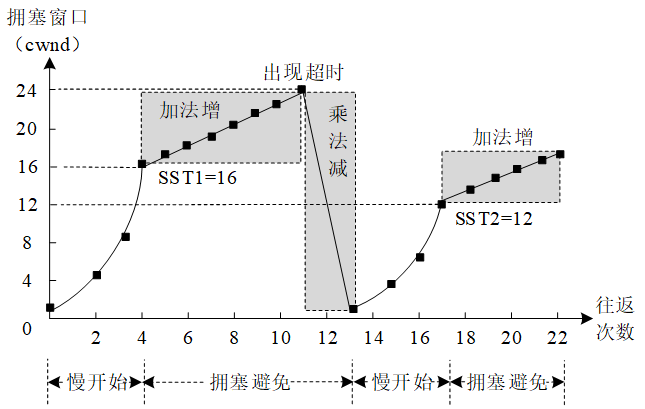 拥塞窗口
（cwnd）
出现超时
24
加法增
乘法减
20
加法增
16
SST1=16
12
SST2=12
8
4
往返次数
0
2
4
6
8
10
12
14
16
18
20
22
慢开始
拥塞避免
慢开始
拥塞避免